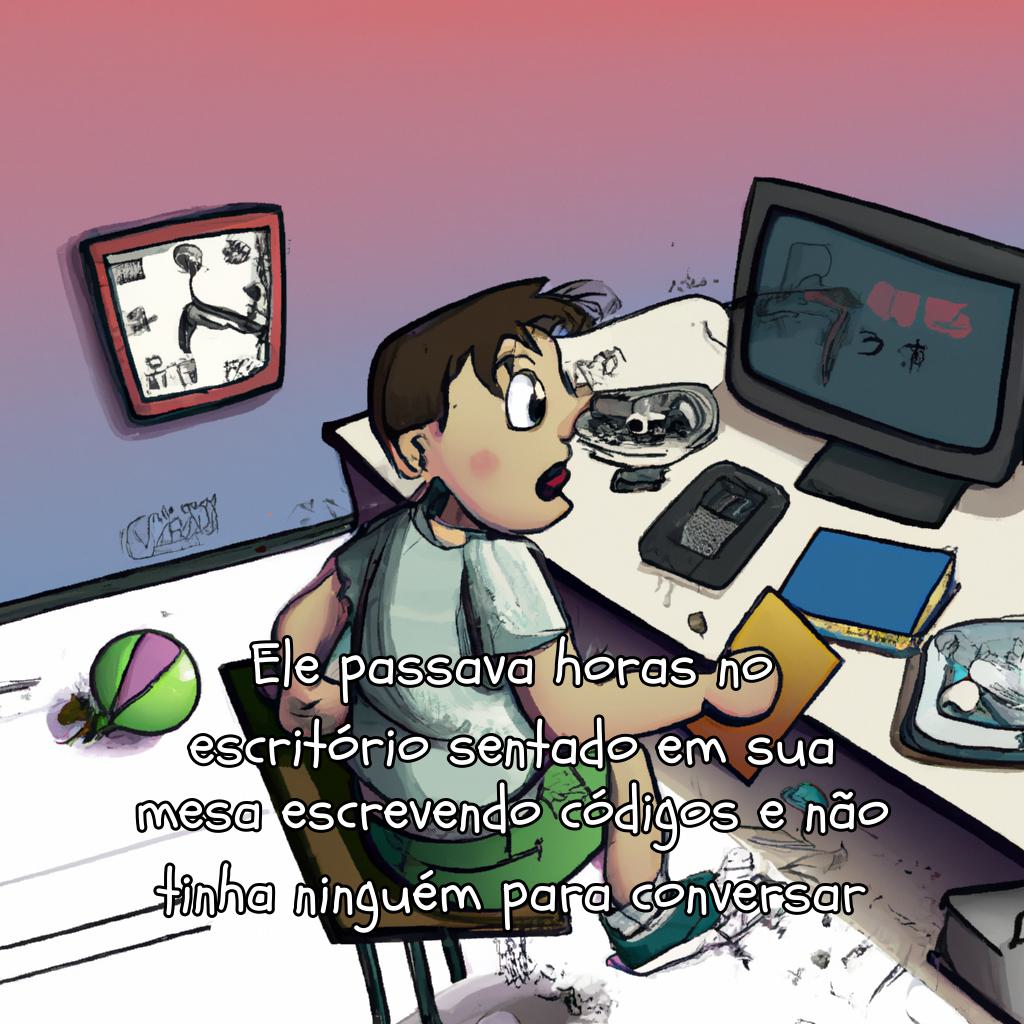 Ele passava horas no
escritório sentado em sua
mesa escrevendo códigos e não
tinha ninguém para conversar